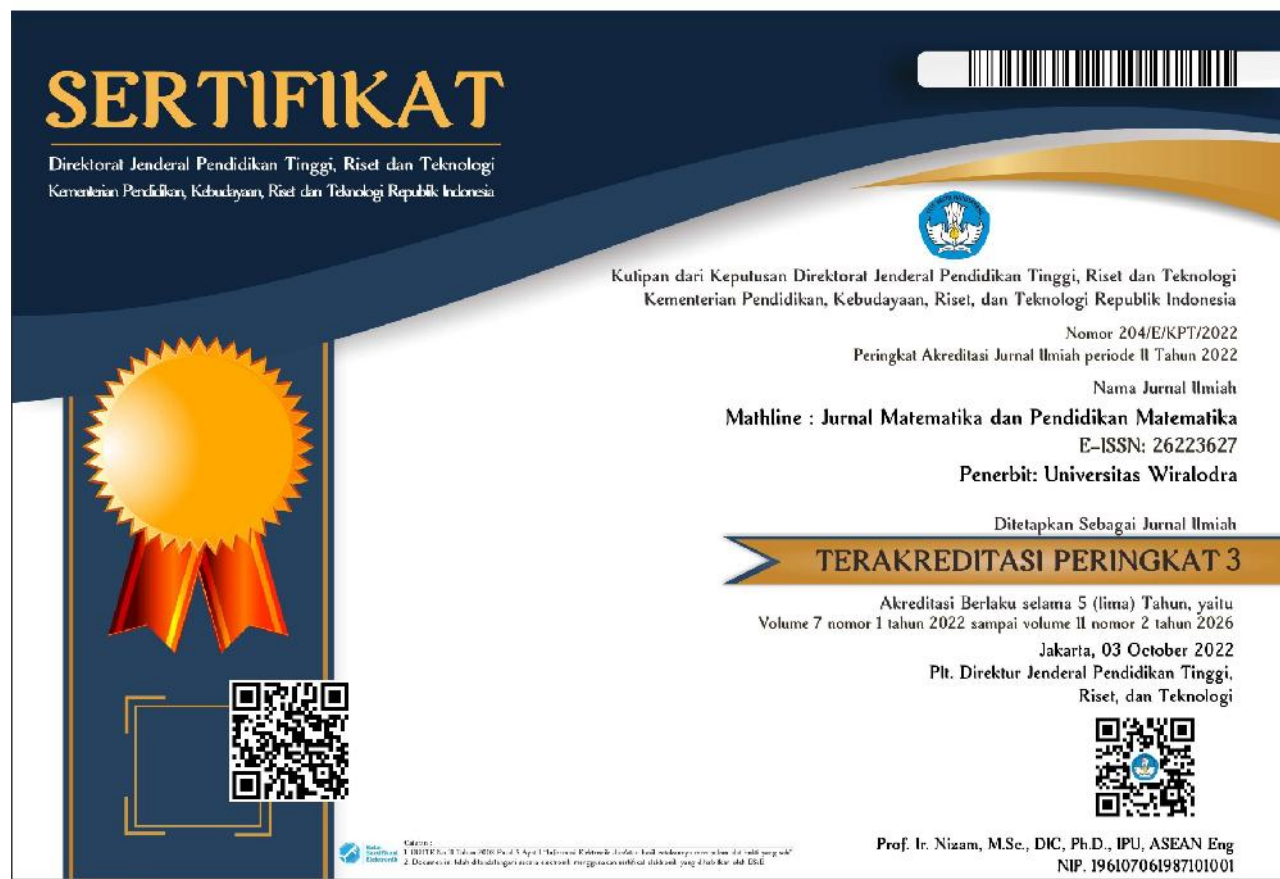 SERTIFIKAT
Direktorat Jenderal Pendidikan Tinggi, Riset dan Teknologi
Kementerian Pendidikan, Kebudayaan, Riset dan Teknologi Republik Indonesia
Kutipan dari Keputusan Direktorat Jenderal Pendidikan Tinggi, Riset dan Teknologi
Kementerian Pendidikan, Kebudayaan, Riset, dan Teknologi Republik Indonesia
Nomor 204/E/KPT/2022
Peringkat Akreditasi Jurnal Ilmiah periode II Tahun 2022
Nama Jurnal Ilmiah
Mathline : Jurnal Matematika dan Pendidikan Matematika
E-ISSN: 26223627
Penerbit: Universitas Wiralodra
Ditetapkan Sebagai Jurnal Ilmiah
TERAKREDITASI PERINGKAT 3
Akreditasi Berlaku selama 5 (lima) Tahun, yaitu
Volume 7 nomor 1 tahun 2022 sampai volume 11 nomor 2 tahun 2026
Jakarta, 03 October 2022
Plt. Direktur Jenderal Pendidikan Tinggi,
Riset, dan Teknologi
Prof. Ir. Nizam, M.Sc., DIC, Ph.D., IPU, ASEAN Eng
NIP. 196107061987101001
Balai
Sertifikasi
Elektronik